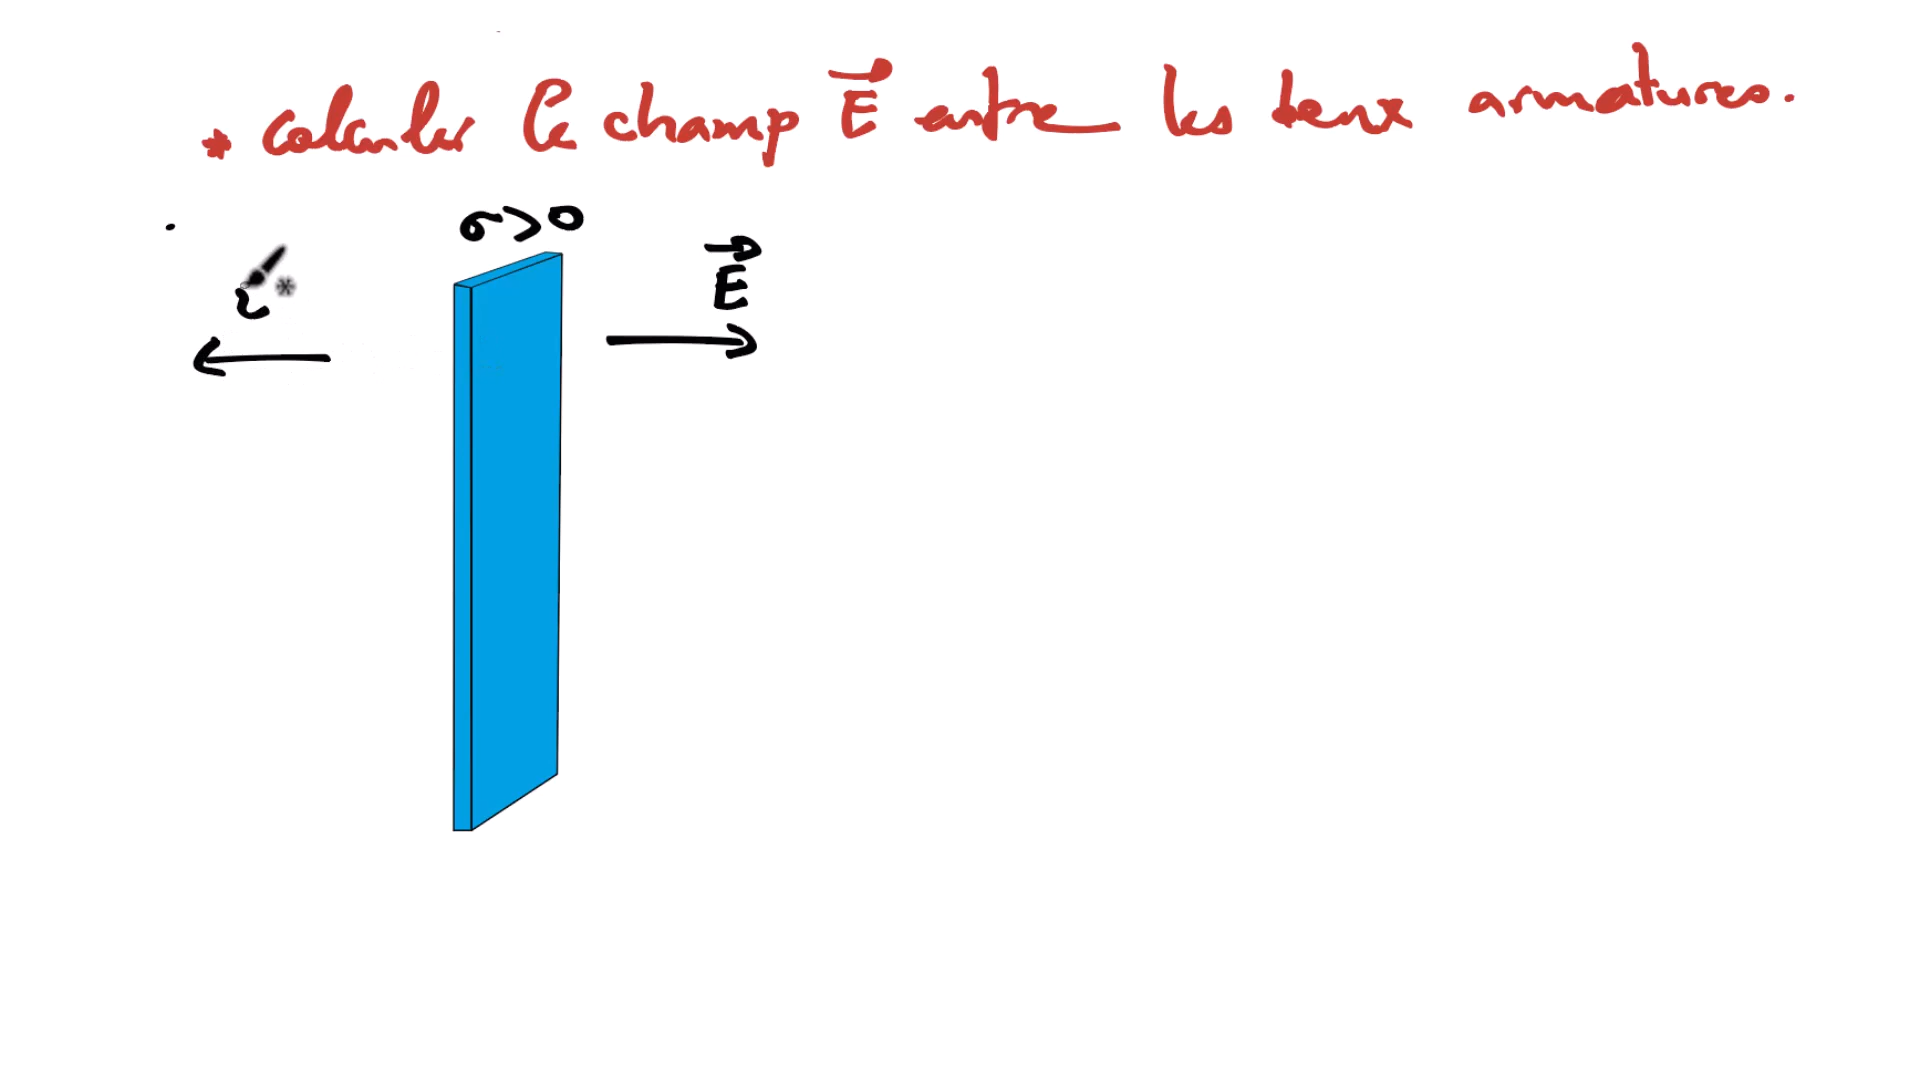 * calculer le champ E⃗ entre les deux armatures.
σ>0
E⃗